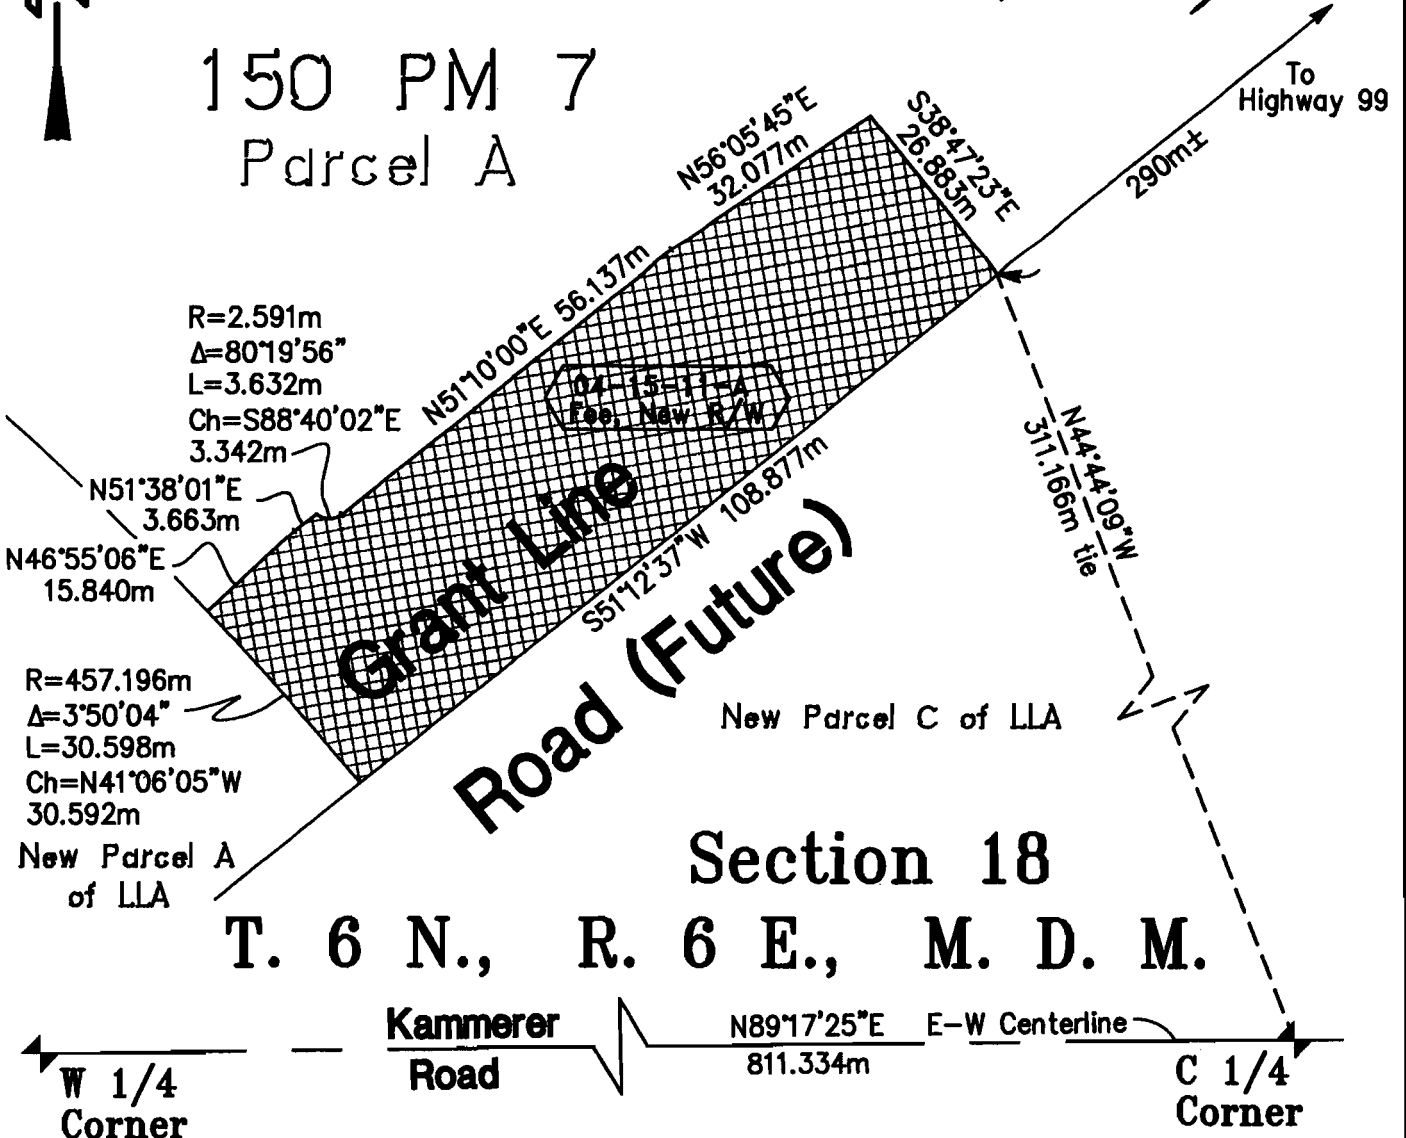 150 PM 7
Parcel A
To
Highway 99
290m±
N56°05'45"E
32.077m
S38°47'23"E
26.883m
N51°10'00"E 56.137m
R=2.591m
Δ=80°19'56"
L=3.632m
Ch=S88°40'02"E
3.342m
N51°38'01"E
3.663m
N46°55'06"E
15.840m
04-15-11-A
Fee, New R/W
S51°12'37"W 108.877m
N44°44'09"W
311.166m tie
Grant Line
Road (Future)
R=457.196m
Δ=3°50'04"
L=30.598m
Ch=N41°06'05"W
30.592m
New Parcel A
of LLA
New Parcel C of LLA
Section 18
T. 6 N., R. 6 E., M. D. M.
Kammerer
Road
N89°17'25"E
811.334m
E-W Centerline
W 1/4
Corner
C 1/4
Corner